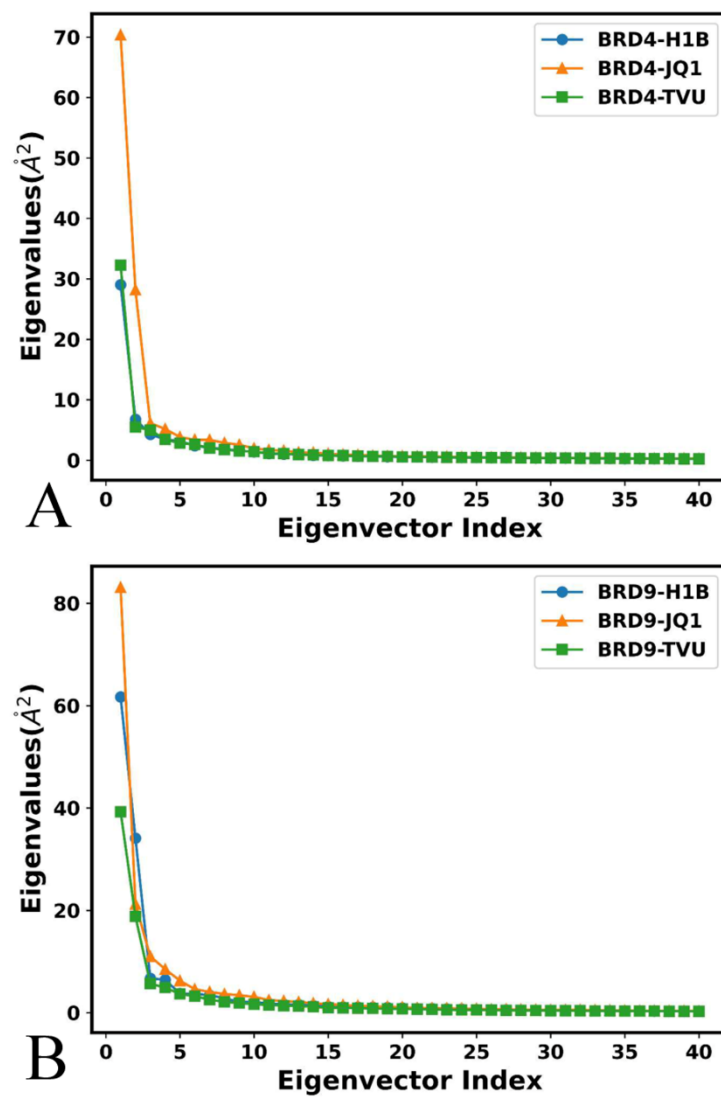 BRD4-H1B
BRD4-JQ1
BRD4-TVU
Eigenvalues(Å²)
70
60
50
40
30
20
10
0
0 5 10 15 20 25 30 35 40
Eigenvector Index
A
BRD9-H1B
BRD9-JQ1
BRD9-TVU
Eigenvalues(Å²)
80
60
40
20
0
0 5 10 15 20 25 30 35 40
Eigenvector Index
B